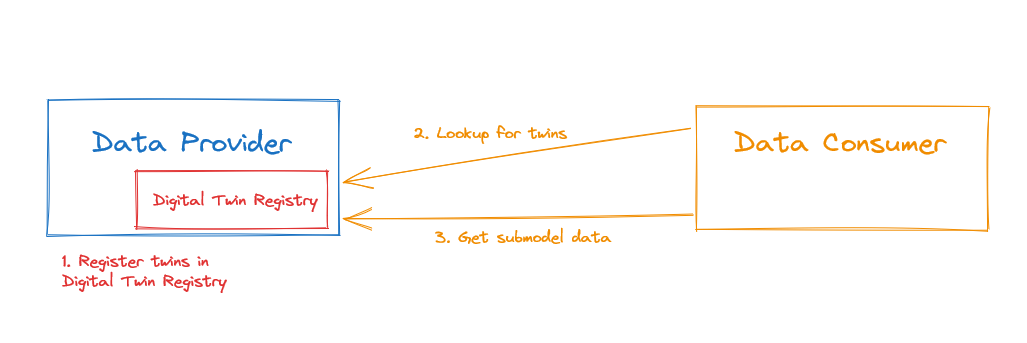 Data Provider
Digital Twin Registry
1. Register twins in
Digital Twin Registry
2. Lookup for twins
3. Get submodel data
Data Consumer